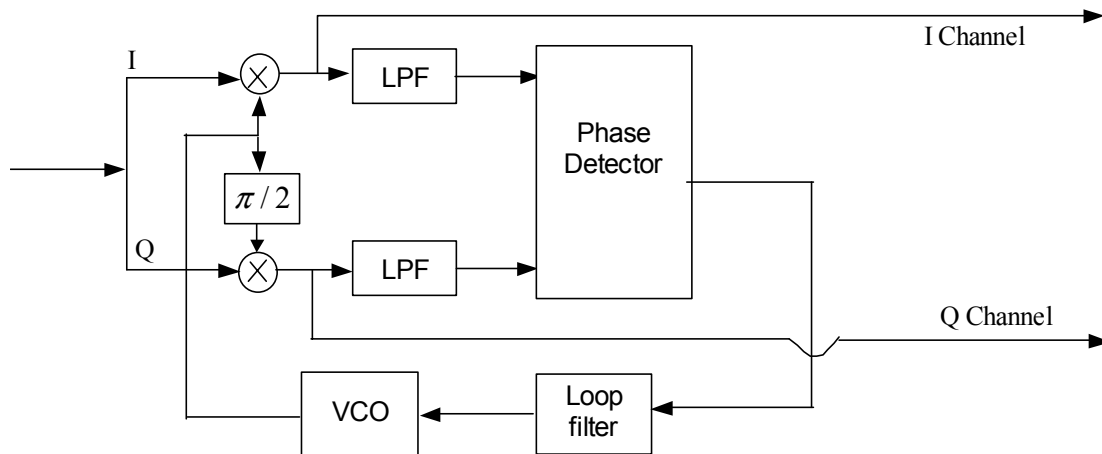 I Channel
I
LPF
Phase
Detector
π / 2
Q
LPF
Q Channel
VCO
Loop
filter